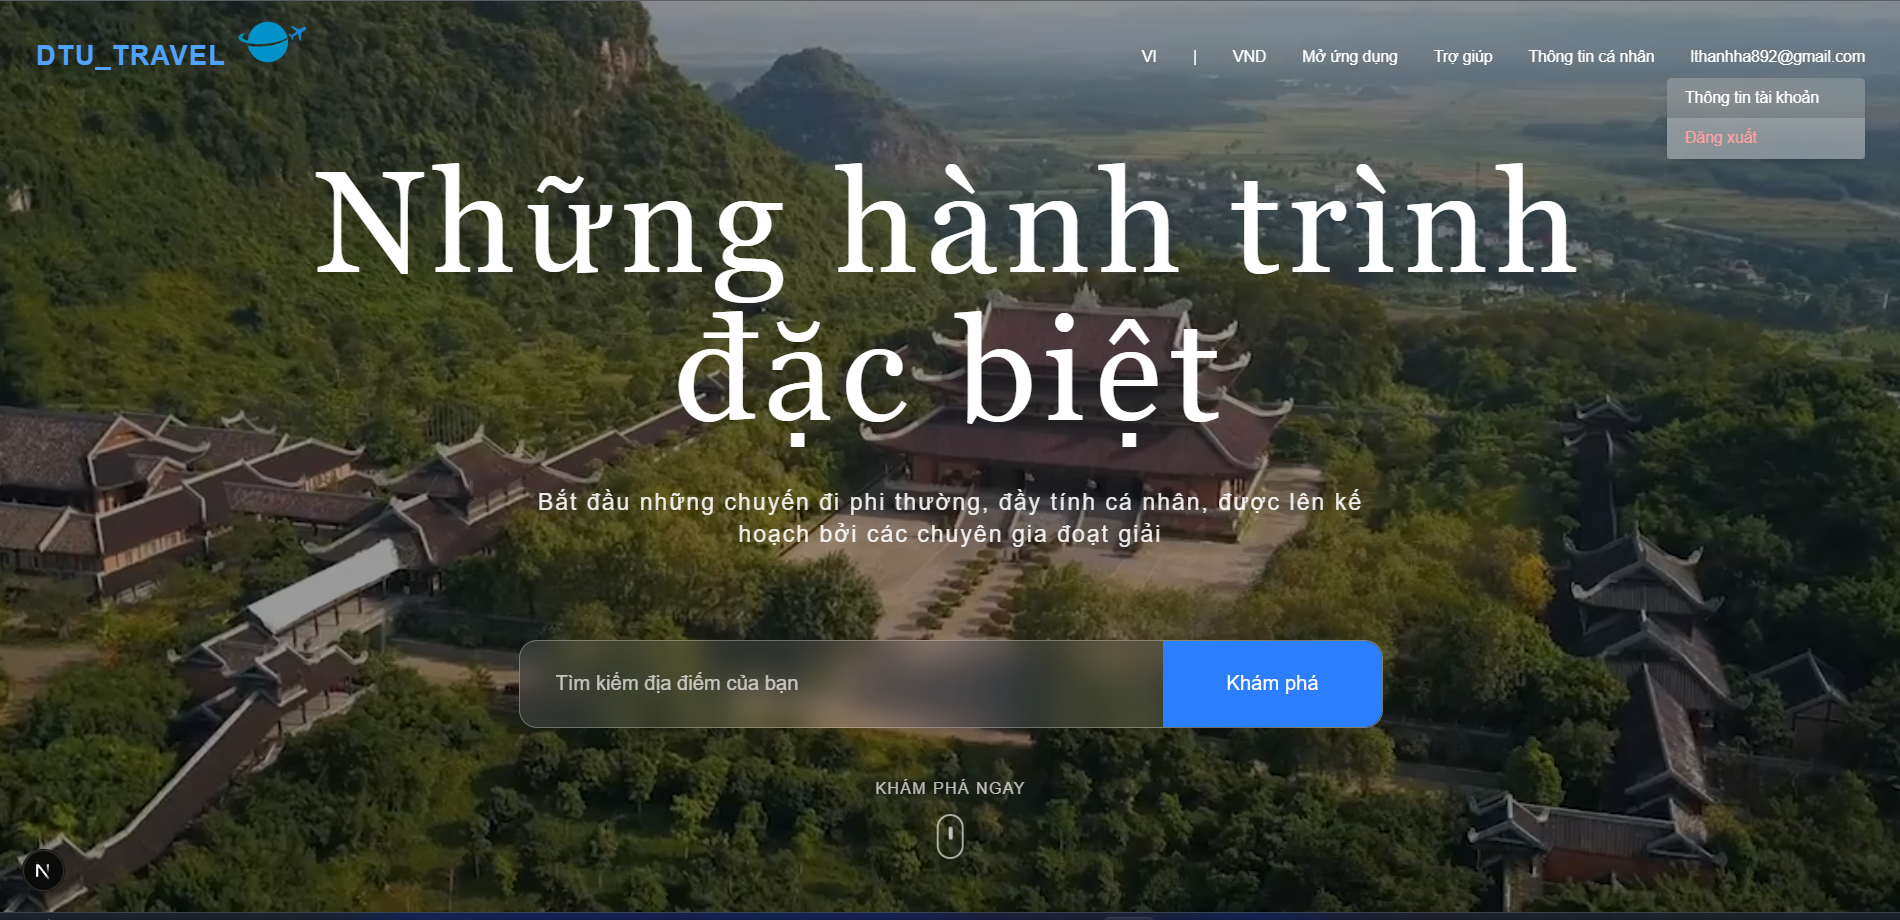 DTU_TRAVEL
VI | VND Mở ứng dụng Trợ giúp Thông tin cá nhân lthanhha892@gmail.com
Thông tin tài khoản
Đăng xuất
Những hành trình
đặc biệt
Bắt đầu những chuyến đi phi thường, đầy tính cá nhân, được lên kế
hoạch bởi các chuyên gia đoạt giải
Tìm kiếm địa điểm của bạn
Khám phá
KHÁM PHÁ NGAY
N